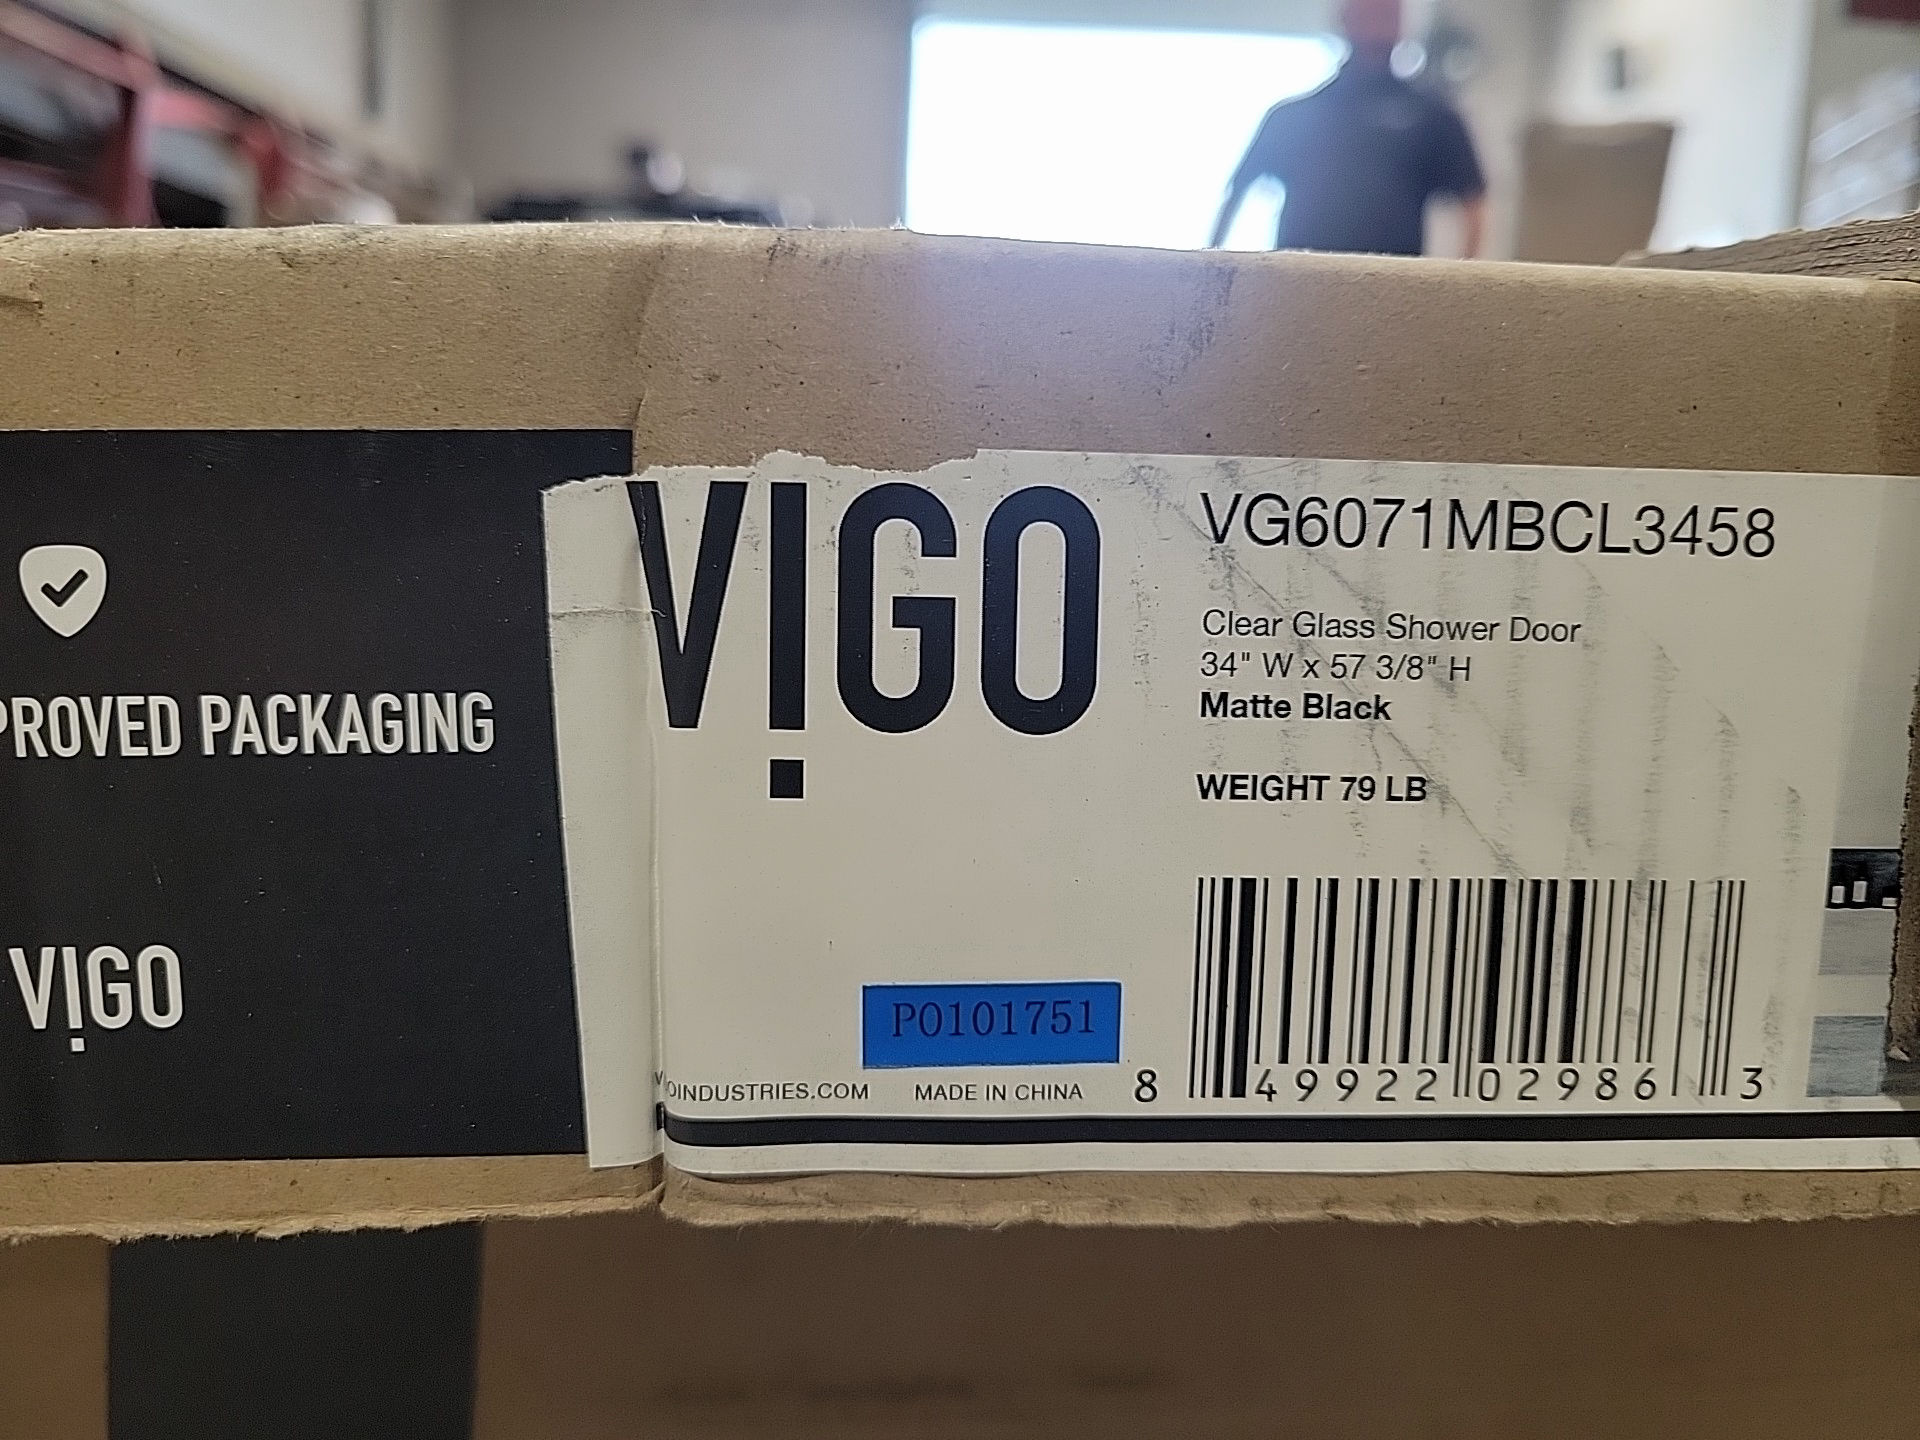 PROVED PACKAGING
VIGO
VIGO
VG6071MBCL3458
Clear Glass Shower Door
34" W x 57 3/8" H
Matte Black
WEIGHT 79 LB
P0101751
OINDUSTRIES.COM MADE IN CHINA
8 49922 02986 3